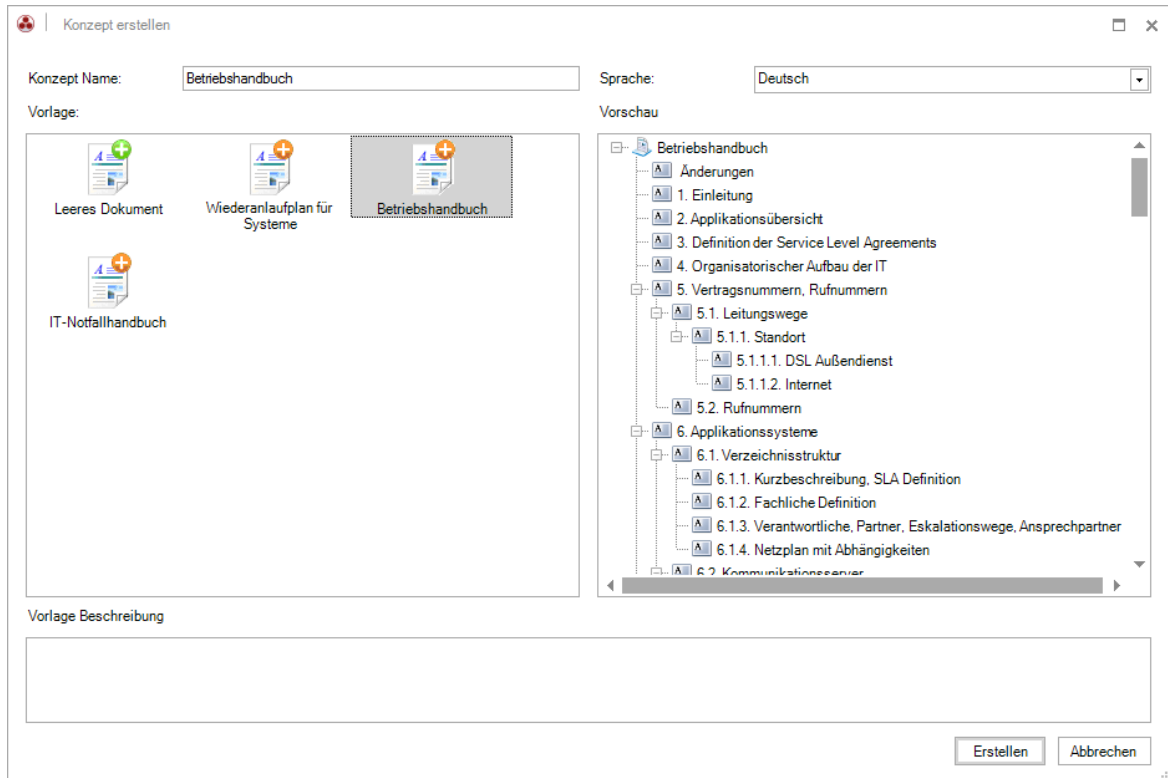 Konzept erstellen
Konzept Name:
Betriebshandbuch
Sprache:
Deutsch
Vorlage:
Leeres Dokument
Wiederanlaufplan für
Systeme
Betriebshandbuch
IT-Notfallhandbuch
Vorschau
Betriebshandbuch
Änderungen
1. Einleitung
2. Applikationsübersicht
3. Definition der Service Level Agreements
4. Organisatorischer Aufbau der IT
5. Vertragsnummern, Rufnummern
5.1. Leitungswege
5.1.1. Standort
5.1.1.1. DSL Außendienst
5.1.1.2. Internet
5.2. Rufnummern
6. Applikationssysteme
6.1. Verzeichnisstruktur
6.1.1. Kurzbeschreibung, SLA Definition
6.1.2. Fachliche Definition
6.1.3. Verantwortliche, Partner, Eskalationswege, Ansprechpartner
6.1.4. Netzplan mit Abhängigkeiten
6.2. Kommunikationsserver
Vorlage Beschreibung
Erstellen
Abbrechen